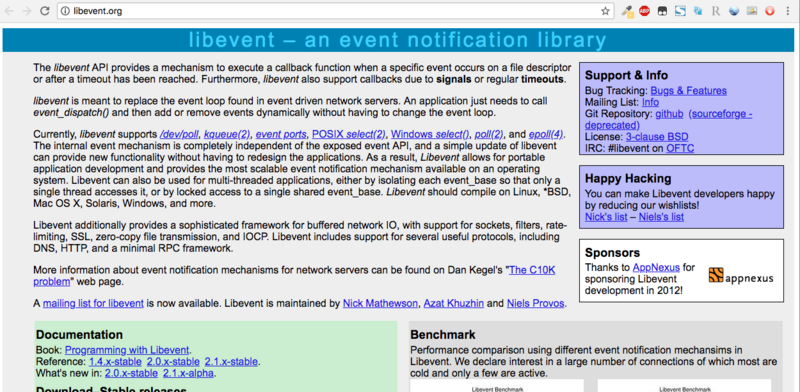 libevent.org
libevent – an event notification library
The libevent API provides a mechanism to execute a callback function when a specific event occurs on a file descriptor
or after a timeout has been reached. Furthermore, libevent also support callbacks due to signals or regular timeouts.
libevent is meant to replace the event loop found in event driven network servers. An application just needs to call
event_dispatch() and then add or remove events dynamically without having to change the event loop.
Currently, libevent supports /dev/poll, kqueue(2), event ports, POSIX select(2), Windows select(), poll(2), and epoll(4).
The internal event mechanism is completely independent of the exposed event API, and a simple update of libevent
can provide new functionality without having to redesign the applications. As a result, Libevent allows for portable
application development and provides the most scalable event notification mechanism available on an operating
system. Libevent can also be used for multi-threaded applications, either by isolating each event_base so that only a
single thread accesses it, or by locked access to a single shared event_base. Libevent should compile on Linux, *BSD,
Mac OS X, Solaris, Windows, and more.
Libevent additionally provides a sophisticated framework for buffered network IO, with support for sockets, filters, rate-
limiting, SSL, zero-copy file transmission, and IOCP. Libevent includes support for several useful protocols, including
DNS, HTTP, and a minimal RPC framework.
More information about event notification mechanisms for network servers can be found on Dan Kegel's "The C10K
problem" web page.
A mailing list for libevent is now available. Libevent is maintained by Nick Mathewson, Azat Khuzhin and Niels Provos.
Support & Info
Bug Tracking: Bugs & Features
Mailing List: Info
Git Repository: github (sourceforge -
deprecated)
License: 3-clause BSD
IRC: #libevent on OFTC
Happy Hacking
You can make Libevent developers happy
by reducing our wishlists!
Nick's list – Niels's list
Sponsors
Thanks to AppNexus for
sponsoring Libevent
development in 2012!
appnexus
Documentation
Book: Programming with Libevent.
Reference: 1.4.x-stable 2.0.x-stable 2.1.x-stable.
What's new in: 2.0.x-stable 2.1.x-alpha.
Download- Stable releases
Benchmark
Performance comparison using different event notification mechansims in
Libevent. We declare interest in a large number of connections of which most are
cold and only a few are active.
Libevent Benchmark
Libevent Benchmark